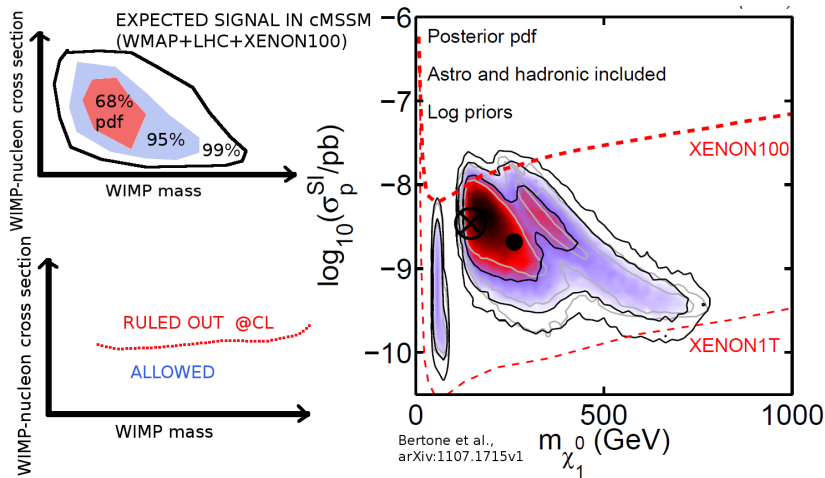 EXPECTED SIGNAL IN cMSSM
(WMAP+LHC+XENON100)
WIMP-nucleon cross section
68%
pdf
95%
99%
WIMP mass
WIMP-nucleon cross section
RULED OUT @CL
ALLOWED
WIMP mass
log₁₀(σₚˢᴵ/pb)
−6
−7
−8
−9
−10
Posterior pdf
Astro and hadronic included
Log priors
XENON100
XENON1T
0
500
1000
m_χ₁⁰ (GeV)
Bertone et al.,
arXiv:1107.1715v1